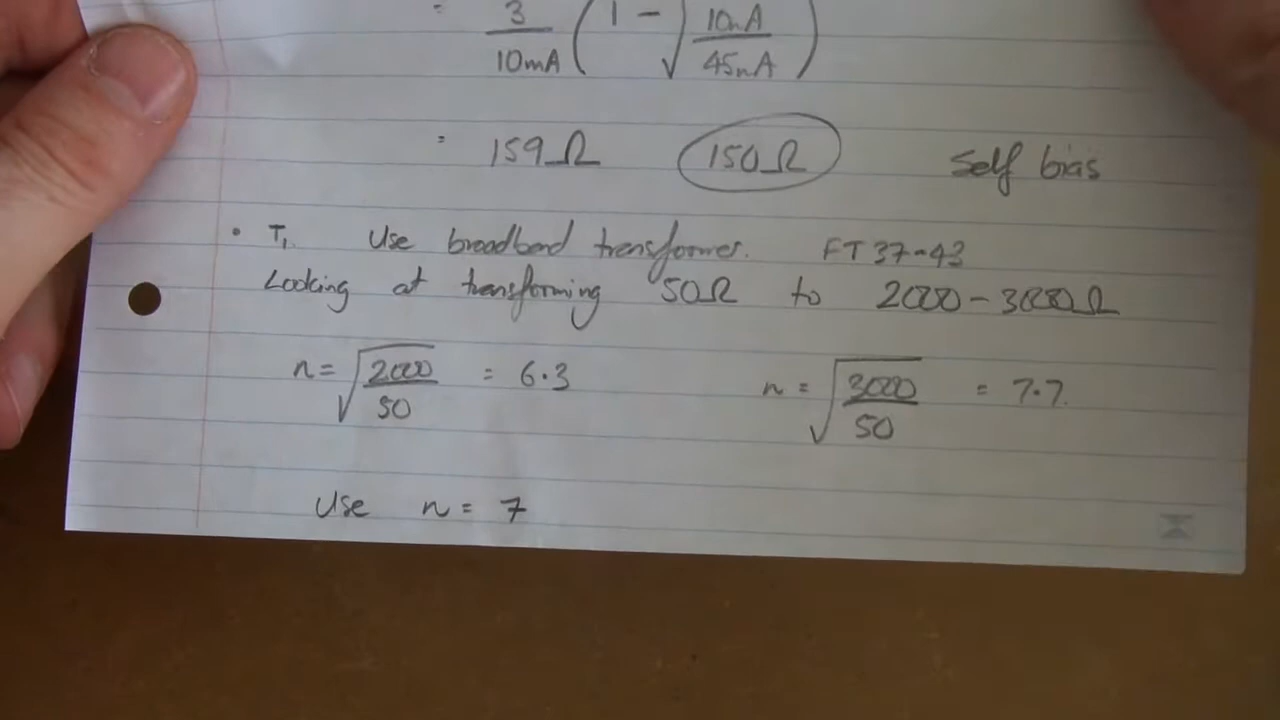 = 3/10mA (1 - √(10mA/45mA))
= 159Ω 150Ω Self bias
• T1. Use broadband transformer. FT37-43
Looking at transforming 50Ω to 2000-3000Ω
n = √(2000/50) = 6.3 n = √(3000/50) = 7.7.
Use n = 7